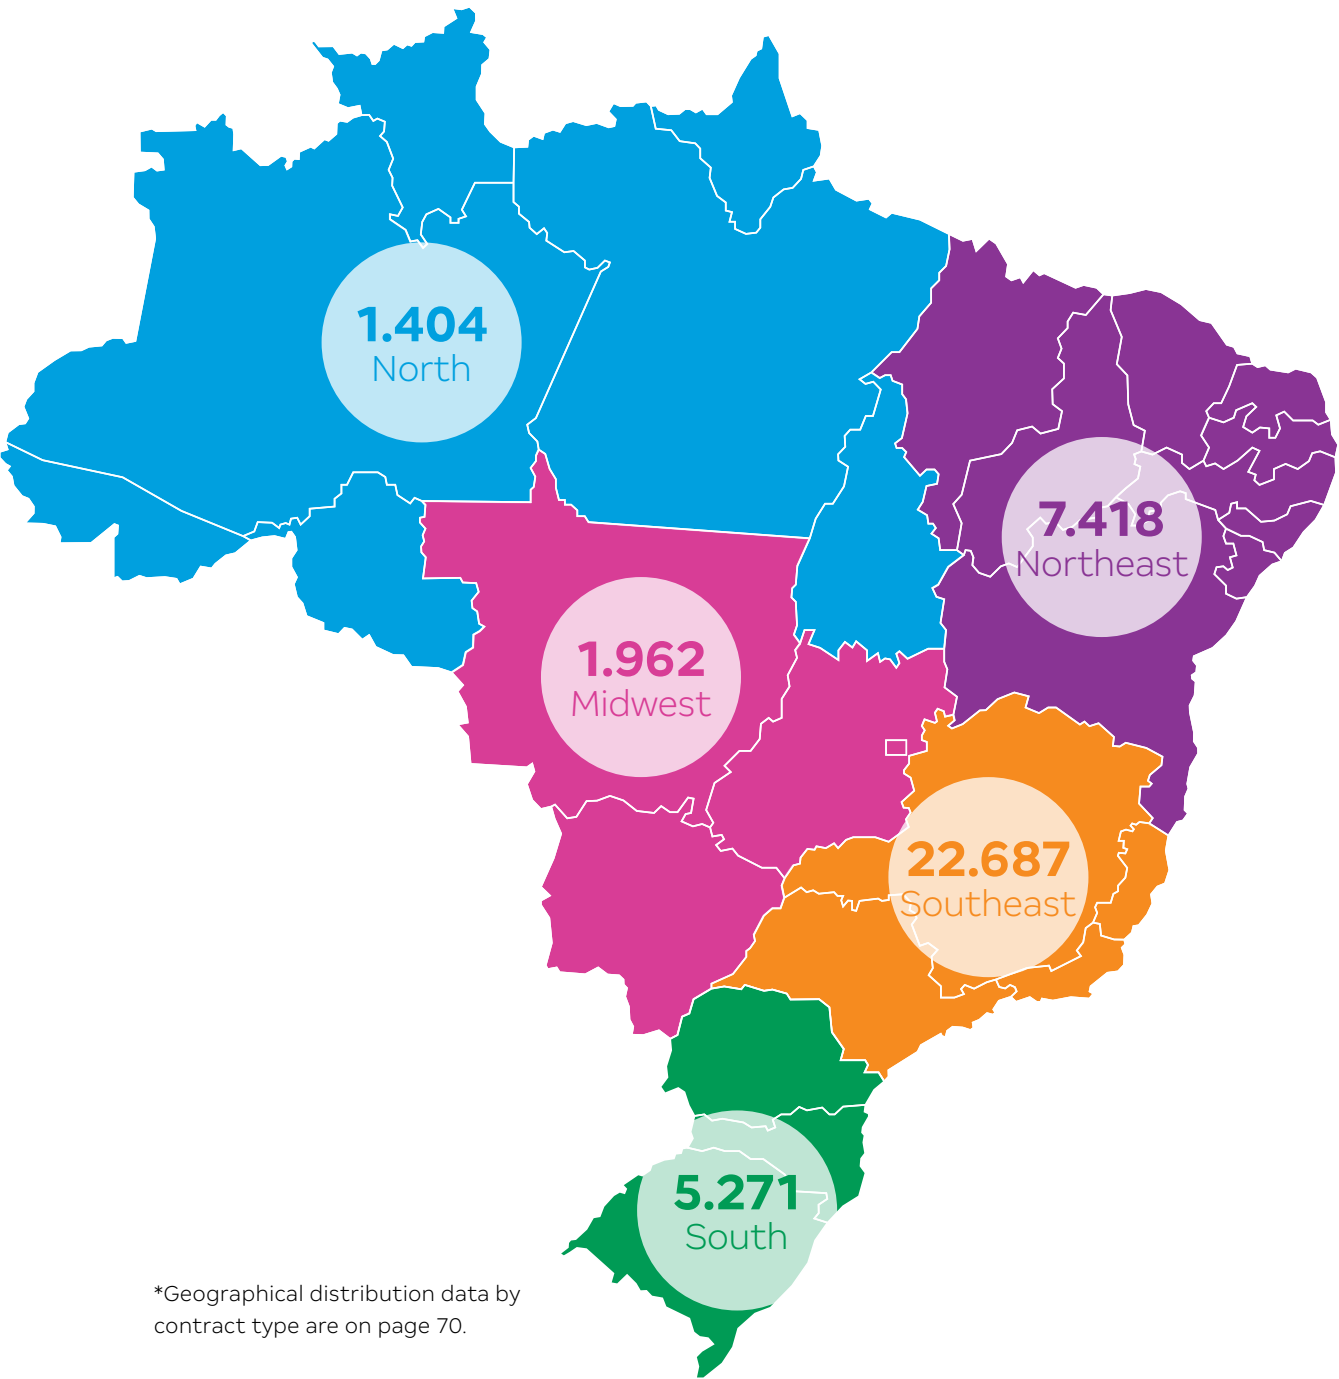 1.404
North
7.418
Northeast
1.962
Midwest
22.687
Southeast
5.271
South
*Geographical distribution data by
contract type are on page 70.